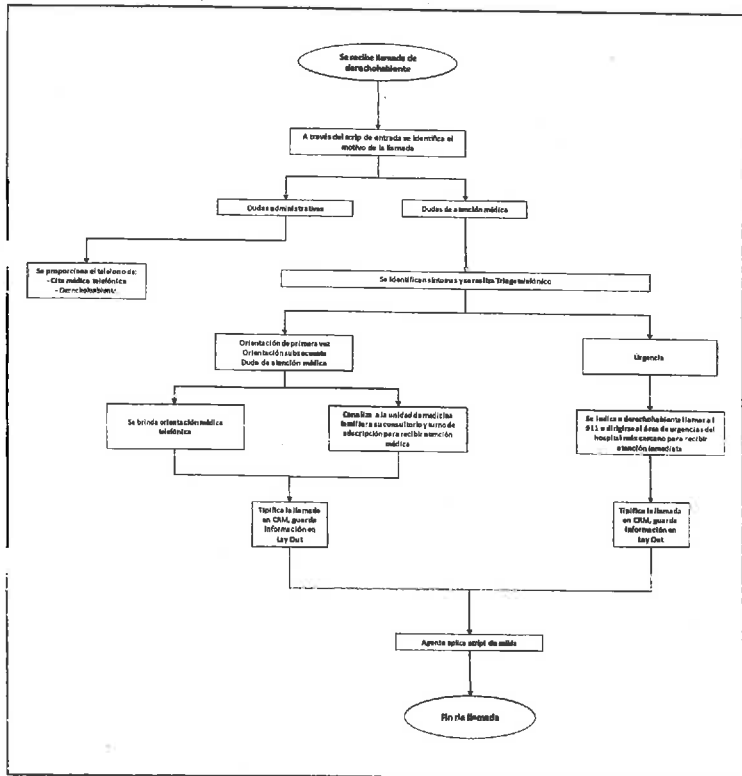 Se recibe llamada de
derechohabiente
A través del scrip de entrada se identifica el
motivo de la llamada
Dudas administrativas
Dudas de atención médica
Se proporciona el telefono de:
- Cita médica telefónica
- Derechohabiente
Se identifican síntomas y se realiza Triage telefónico
Orientación de primera vez
Orientación subsecuente
Duda de atención médica
Urgencia
Se brinda orientación médica
telefónica
Canaliza a la unidad de medicina
familiar a su consultorio y turno de
adscripción para recibir atención
médica
Se indica a derechohabiente llamar al
911 o dirigirse al área de urgencias del
hospital más cercano para recibir
atención inmediata
Tipifica la llamada
en CRM, guarda
información en
Lay Out
Tipifica la llamada
en CRM, guarda
información en
Lay Out
Agente aplica script de salida
Fin de llamada